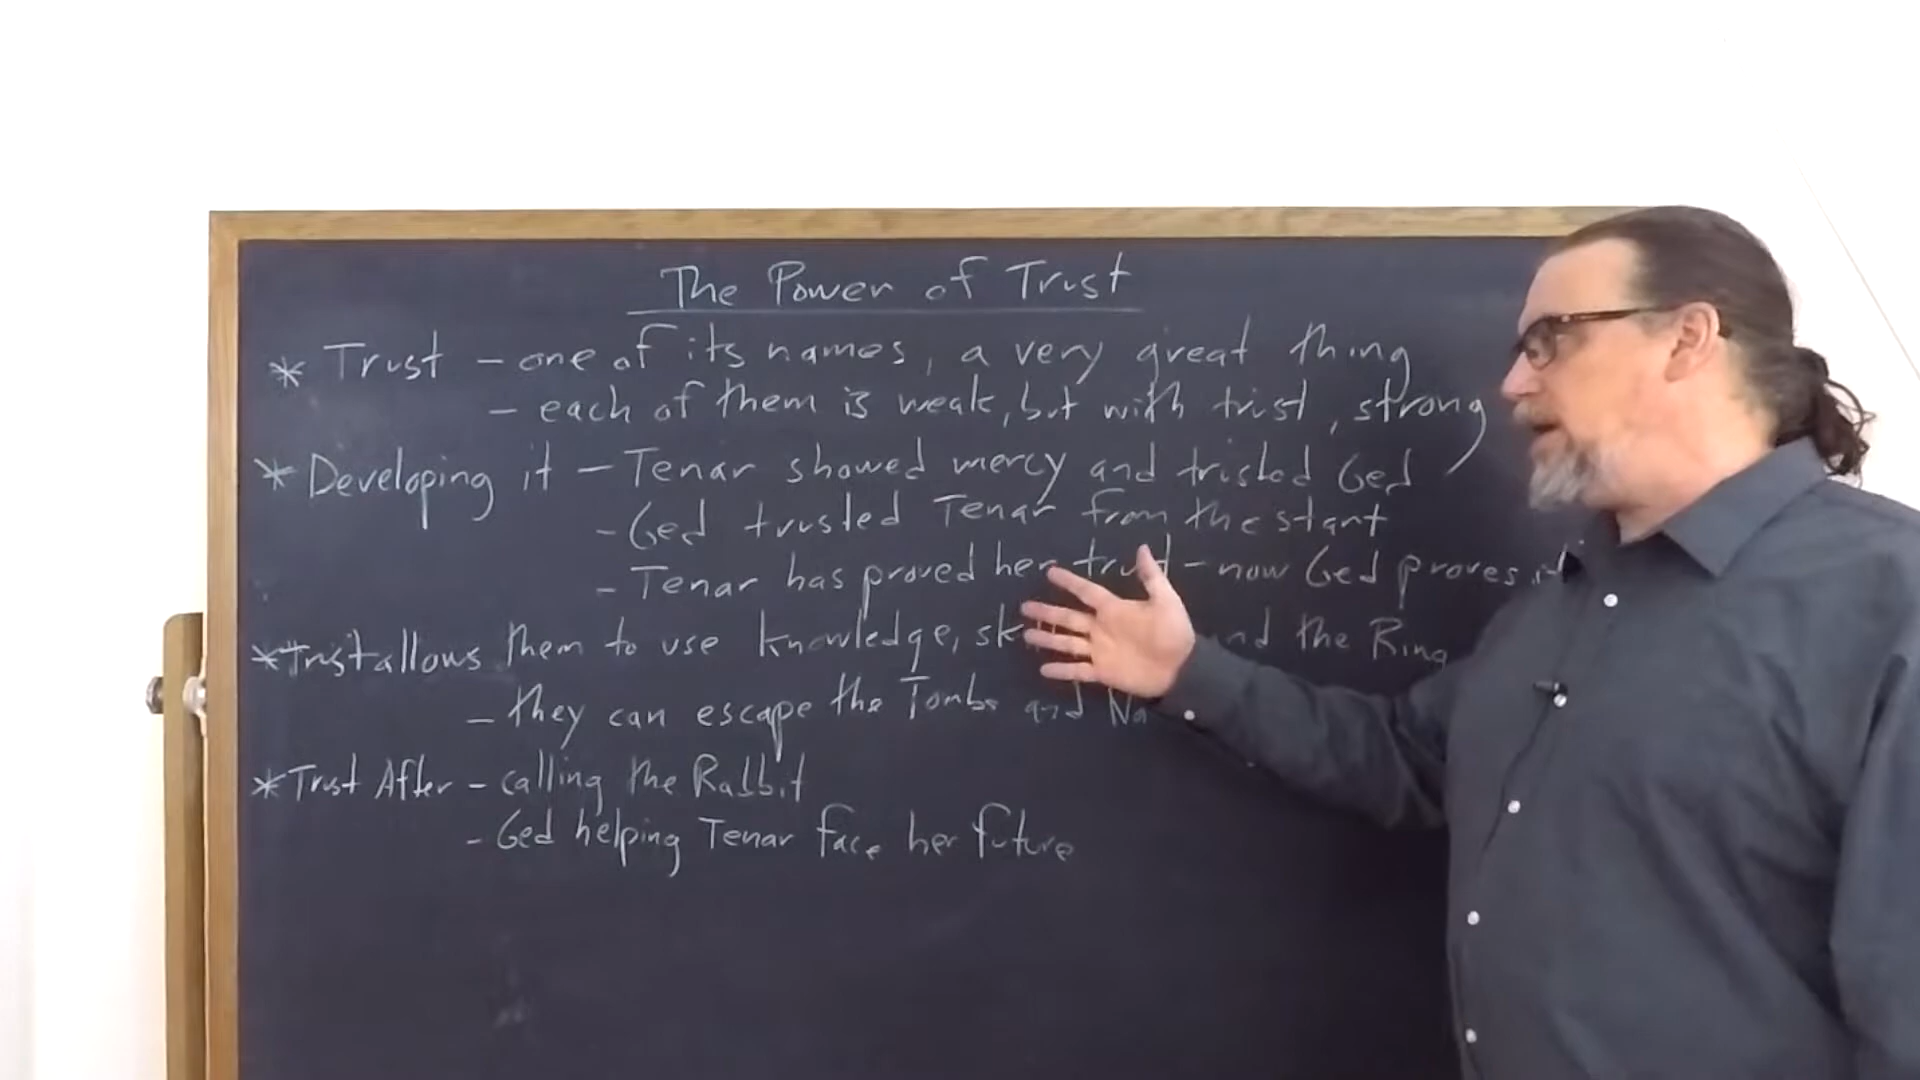 The Power of Trust
* Trust - one of its names, a very great thing
- each of them is weak, but with trust, strong
* Developing it - Tenar showed mercy and trusted Ged
- Ged trusted Tenar from the start
- Tenar has proved her trust - now Ged proves it
* Trust allows them to use knowledge, and the Ring
- they can escape the Tombs and
* Trust After - calling the Rabbit
- Ged helping Tenar face her future